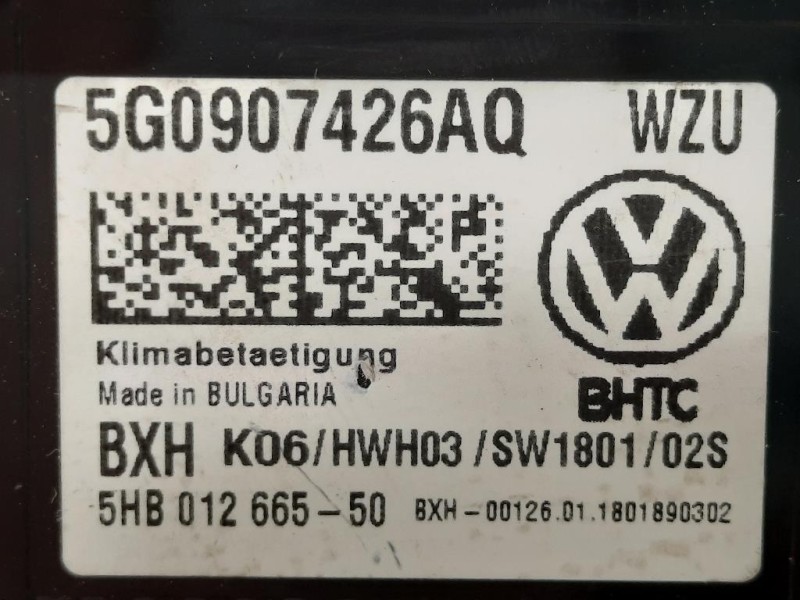 5G0907426AQ WZU
Klimabetaetigung
Made in BULGARIA
BHTC
BXH K06/HWH03/SW1801/02S
5HB 012 665-50 BXH-00126.01.1801890302